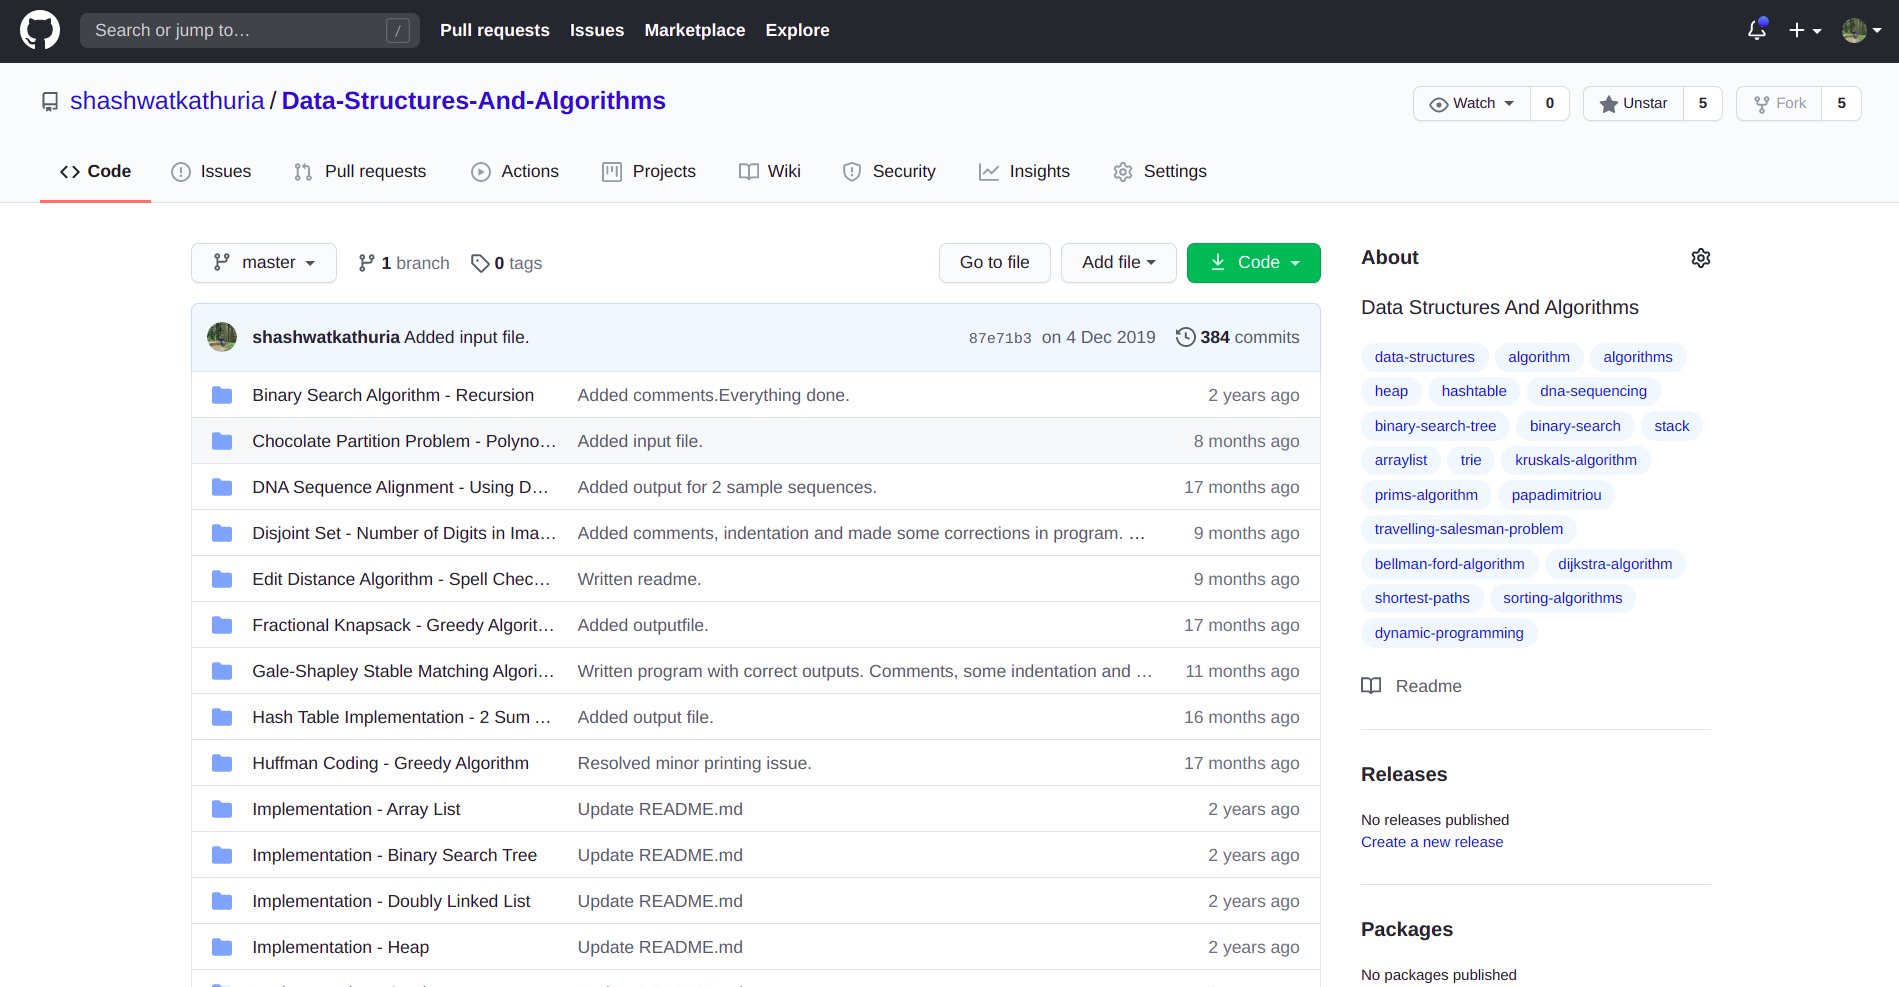 Search or jump to… /
Pull requests Issues Marketplace Explore
shashwatkathuria / Data-Structures-And-Algorithms
Watch 0 Unstar 5 Fork 5
Code Issues Pull requests Actions Projects Wiki Security Insights Settings
master 1 branch 0 tags Go to file Add file Code
shashwatkathuria Added input file. 87e71b3 on 4 Dec 2019 384 commits
Binary Search Algorithm - Recursion Added comments.Everything done. 2 years ago
Chocolate Partition Problem - Polyno… Added input file. 8 months ago
DNA Sequence Alignment - Using D… Added output for 2 sample sequences. 17 months ago
Disjoint Set - Number of Digits in Ima… Added comments, indentation and made some corrections in program. … 9 months ago
Edit Distance Algorithm - Spell Chec… Written readme. 9 months ago
Fractional Knapsack - Greedy Algorit… Added outputfile. 17 months ago
Gale-Shapley Stable Matching Algori… Written program with correct outputs. Comments, some indentation and … 11 months ago
Hash Table Implementation - 2 Sum … Added output file. 16 months ago
Huffman Coding - Greedy Algorithm Resolved minor printing issue. 17 months ago
Implementation - Array List Update README.md 2 years ago
Implementation - Binary Search Tree Update README.md 2 years ago
Implementation - Doubly Linked List Update README.md 2 years ago
Implementation - Heap Update README.md 2 years ago
About
Data Structures And Algorithms
data-structures algorithm algorithms
heap hashtable dna-sequencing
binary-search-tree binary-search stack
arraylist trie kruskals-algorithm
prims-algorithm papadimitriou
travelling-salesman-problem
bellman-ford-algorithm dijkstra-algorithm
shortest-paths sorting-algorithms
dynamic-programming
Readme
Releases
No releases published
Create a new release
Packages
No packages published